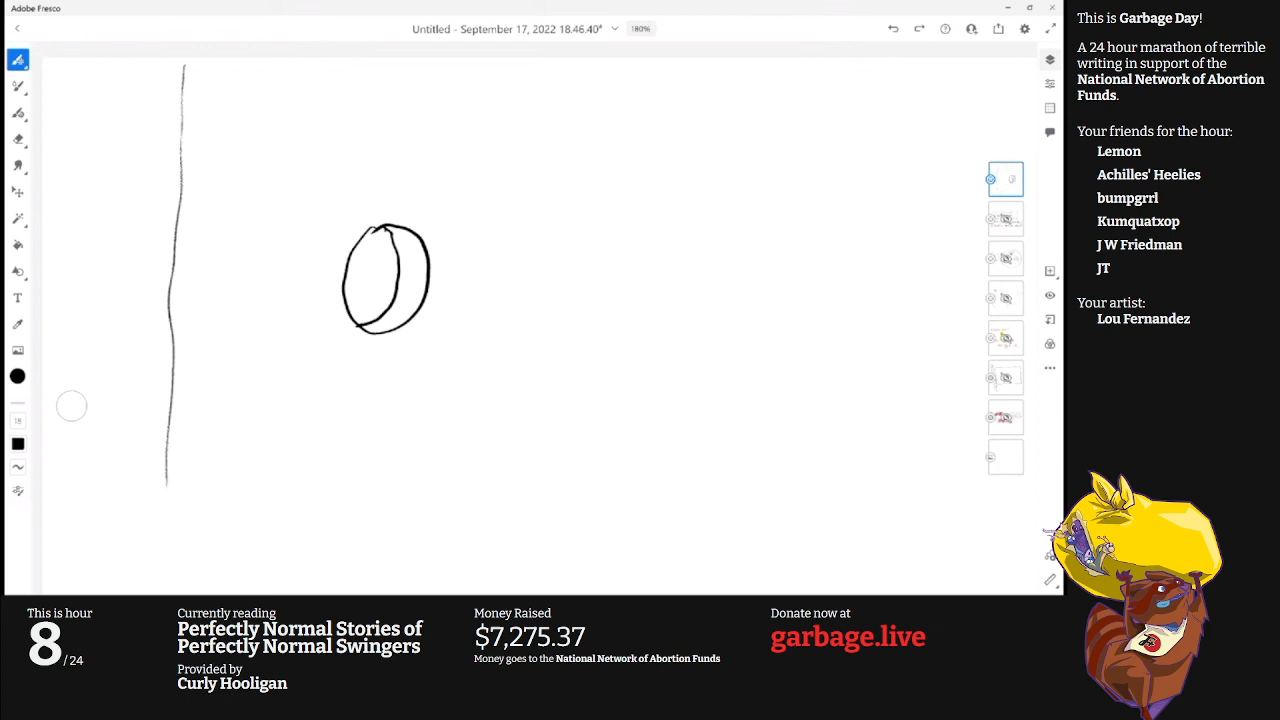 Adobe Fresco
Untitled - September 17, 2022 18.46.40*
180%
18
This is Garbage Day!
A 24 hour marathon of terrible
writing in support of the
National Network of Abortion
Funds.
Your friends for the hour:
Lemon
Achilles' Heelies
bumpgrrl
Kumquatxop
J W Friedman
JT
Your artist:
Lou Fernandez
This is hour
8 / 24
Currently reading
Perfectly Normal Stories of
Perfectly Normal Swingers
Provided by
Curly Hooligan
Money Raised
$7,275.37
Money goes to the National Network of Abortion Funds
Donate now at
garbage.live